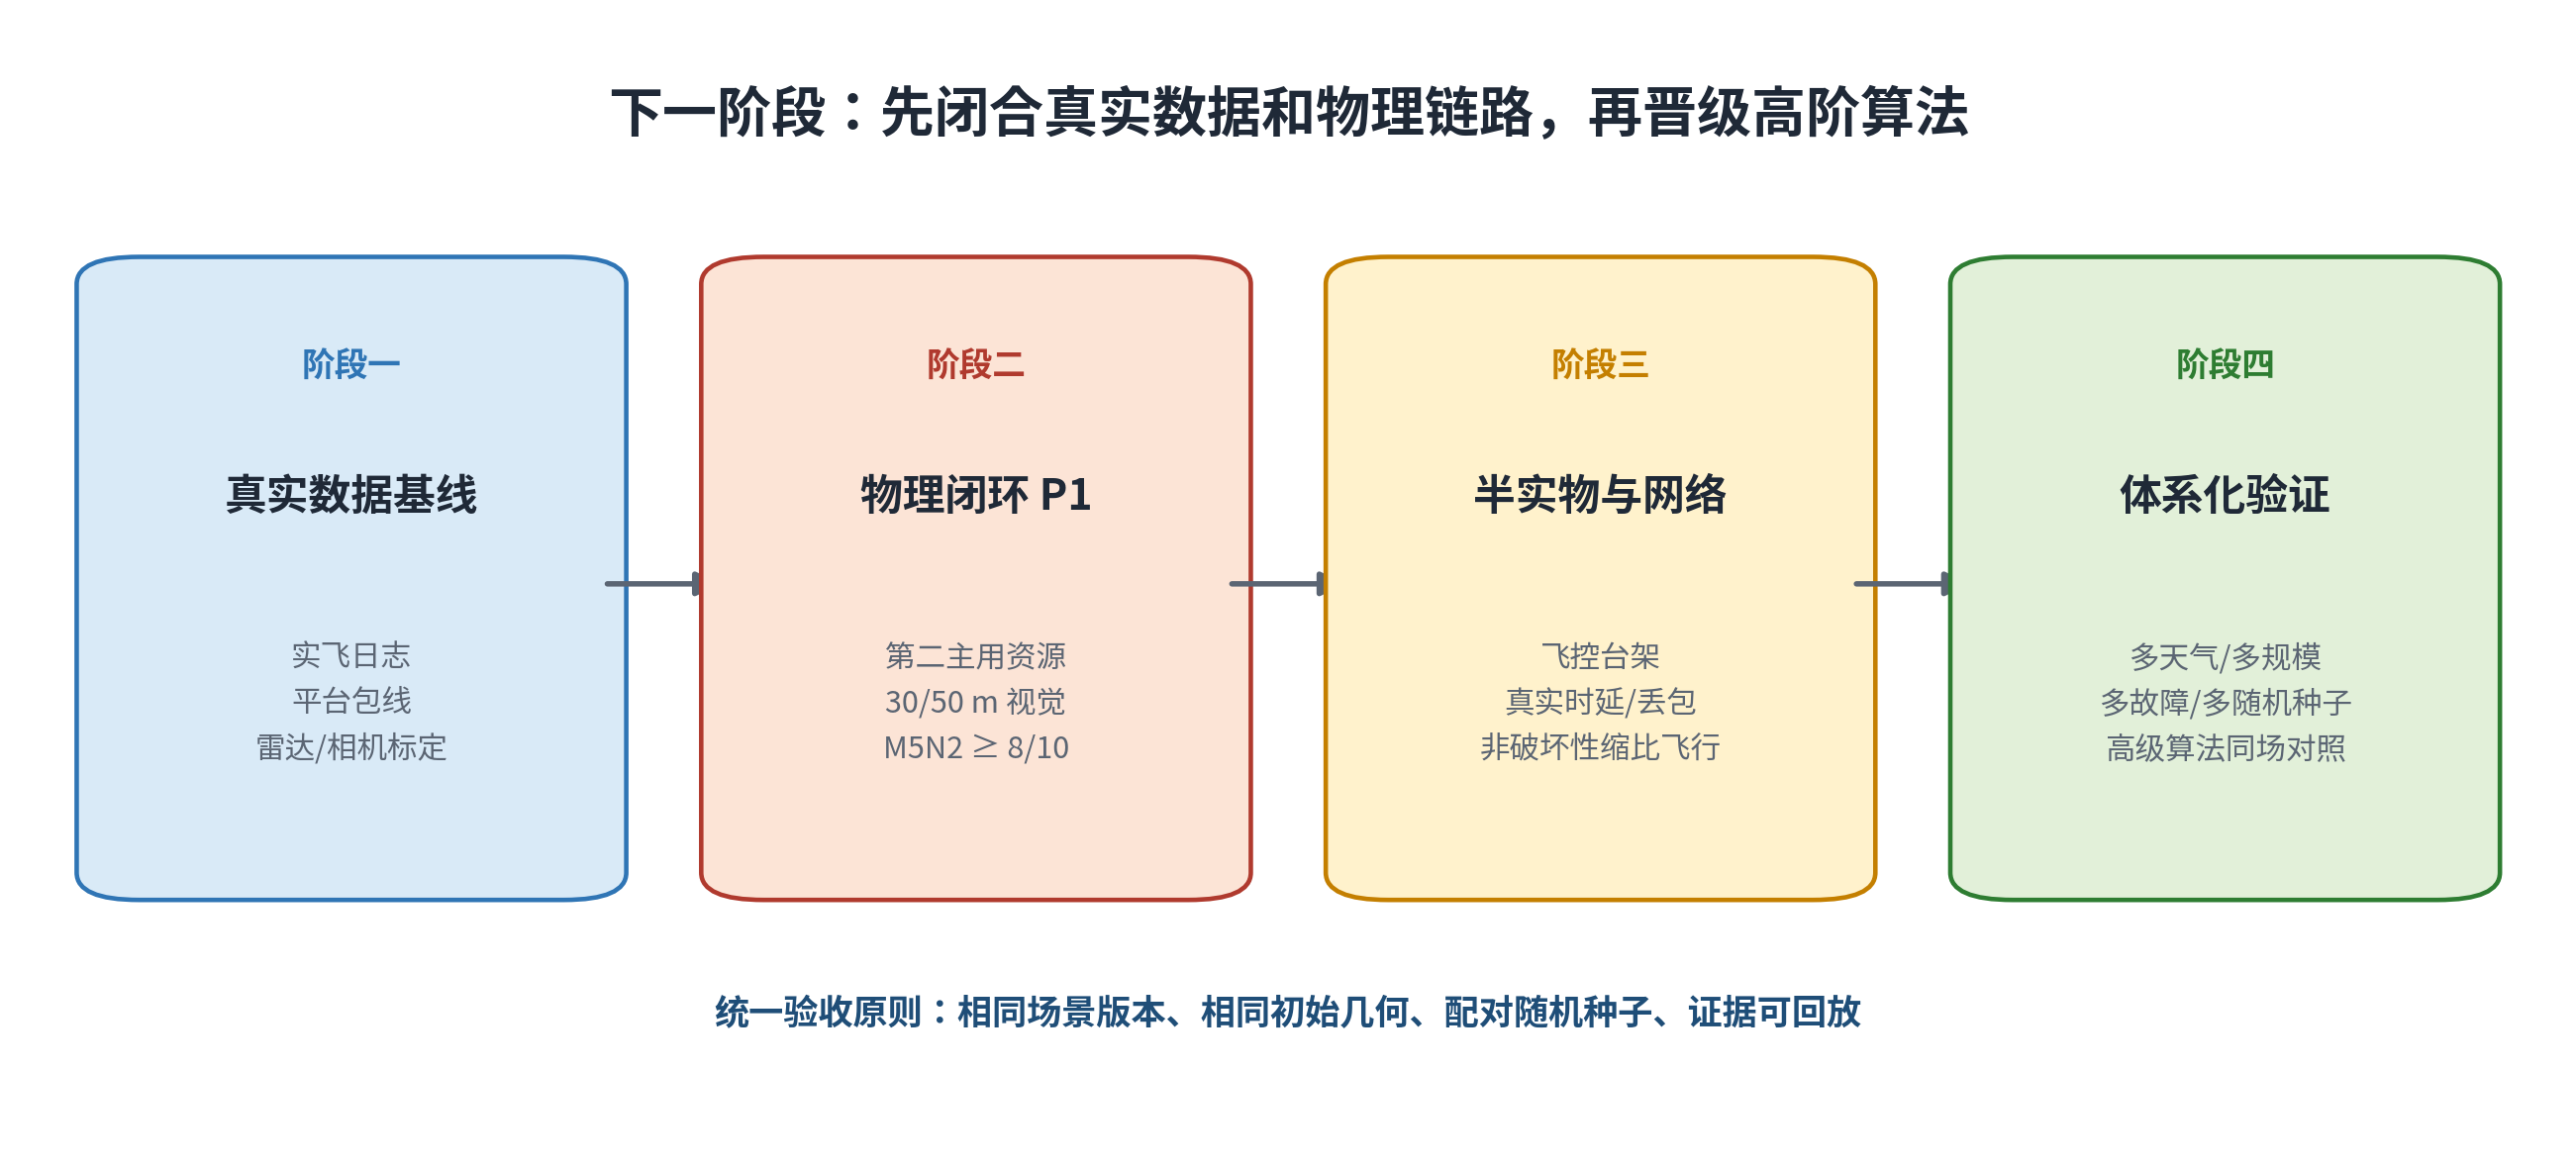 下一阶段：先闭合真实数据和物理链路，再晋级高阶算法
阶段一
真实数据基线
实飞日志
平台包线
雷达/相机标定
阶段二
物理闭环 P1
第二主用资源
30/50 m 视觉
M5N2 ≥ 8/10
阶段三
半实物与网络
飞控台架
真实时延/丢包
非破坏性缩比飞行
阶段四
体系化验证
多天气/多规模
多故障/多随机种子
高级算法同场对照
统一验收原则：相同场景版本、相同初始几何、配对随机种子、证据可回放